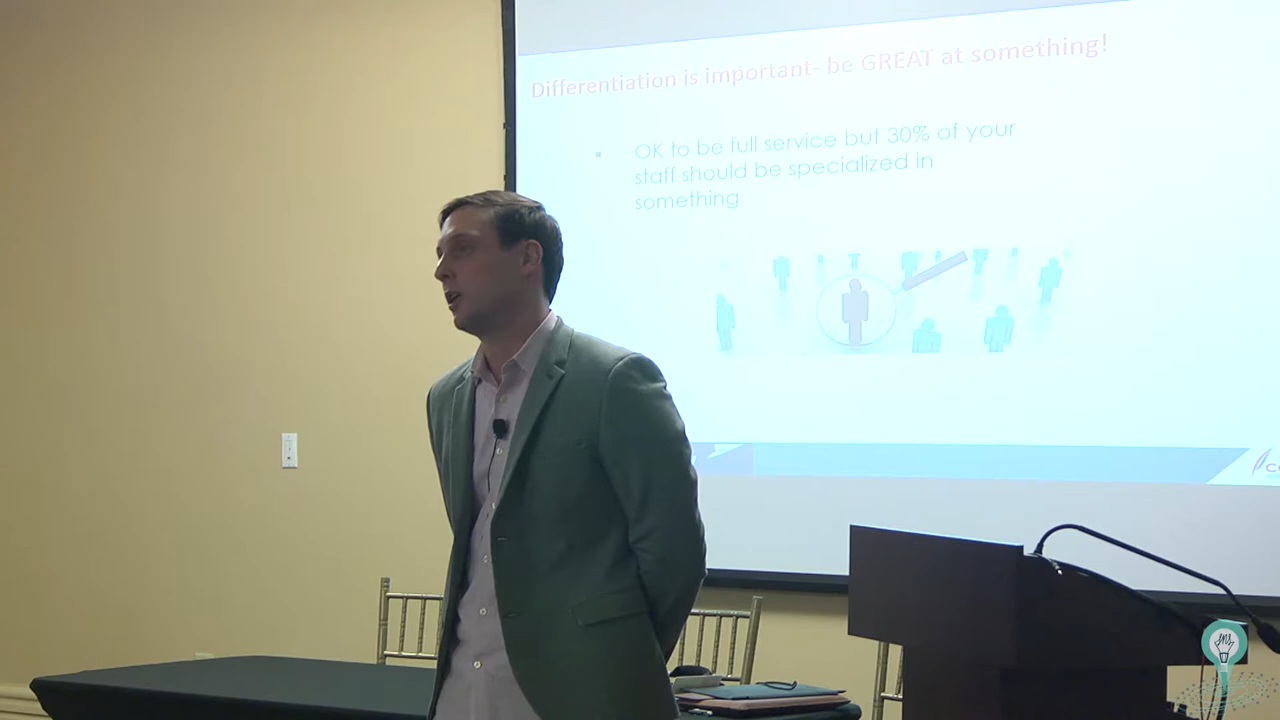 Differentiation is important- be GREAT at something!
OK to be full service but 30% of your
staff should be specialized in
something